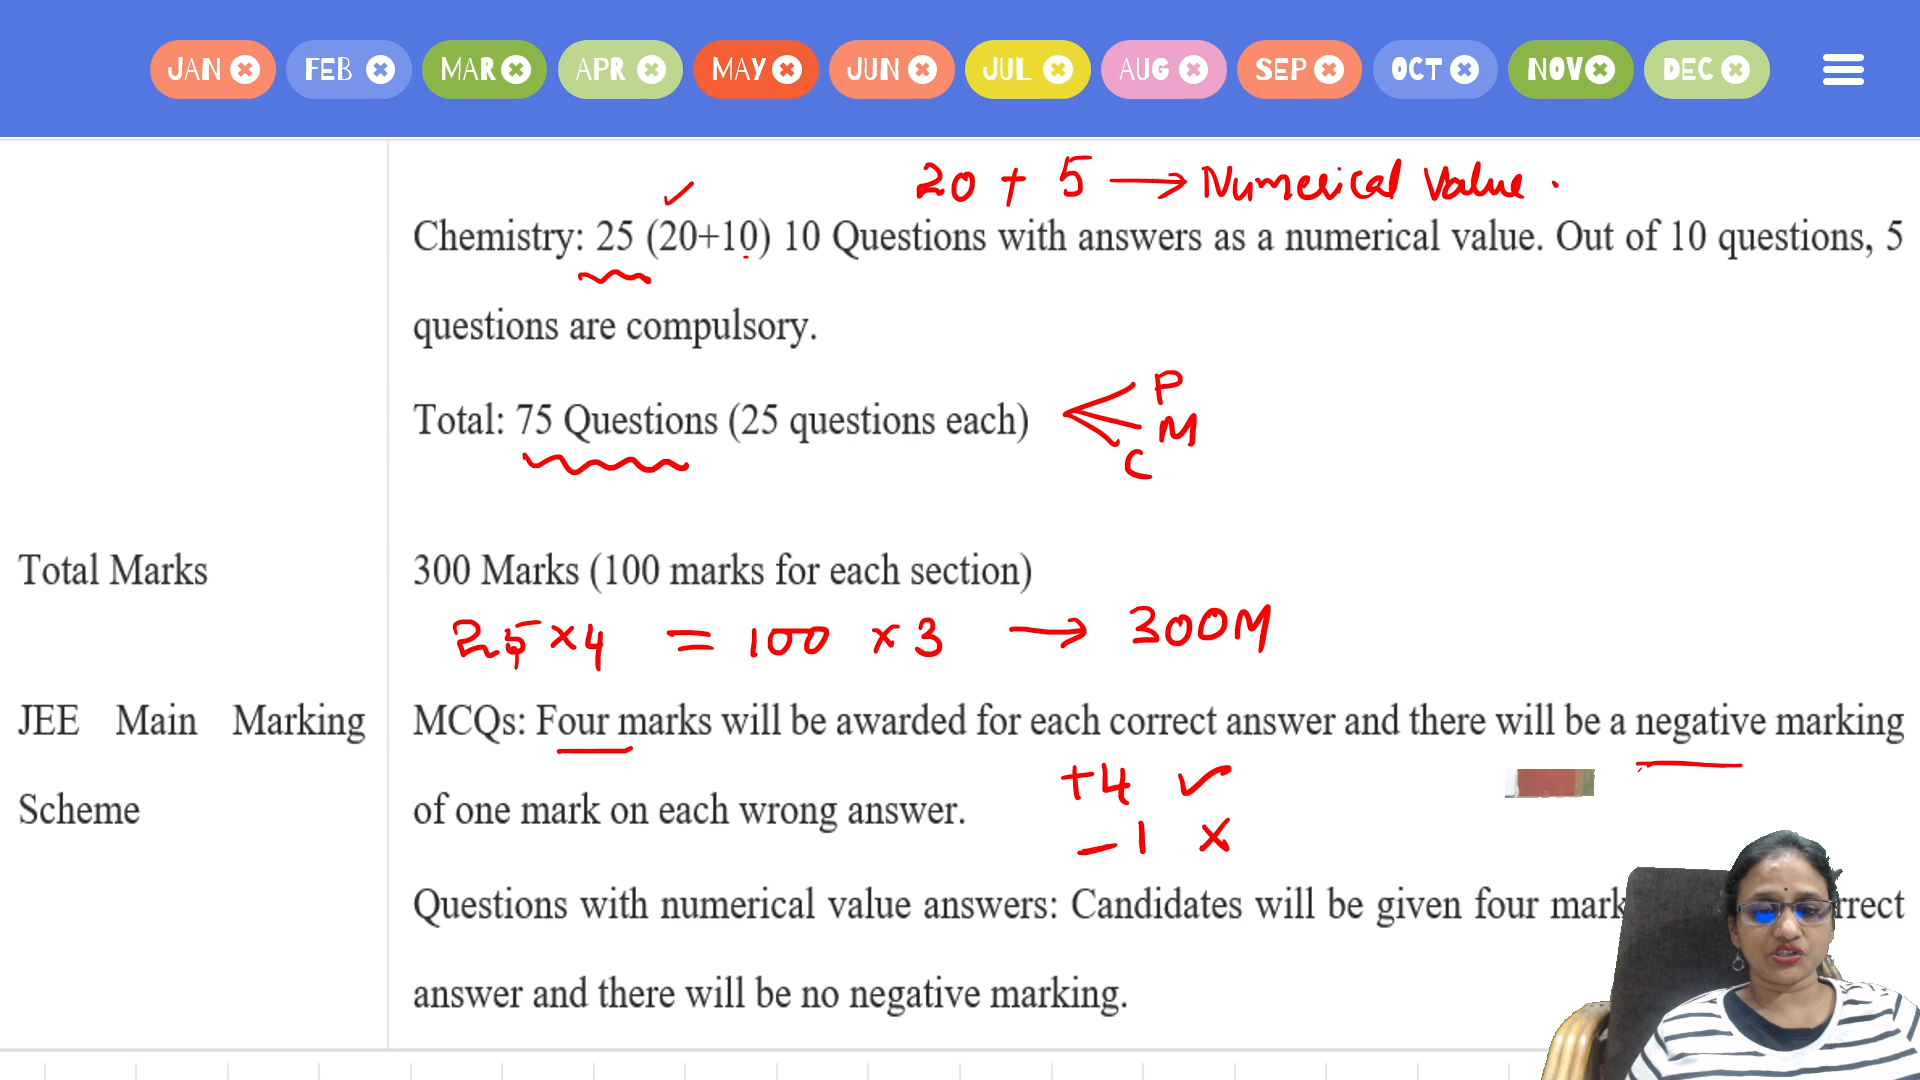 JAN FEB MAR APR MAY JUN JUL AUG SEP OCT NOV DEC
20 + 5 → Numerical Value.
Chemistry: 25 (20+10) 10 Questions with answers as a numerical value. Out of 10 questions, 5
questions are compulsory.
P
Total: 75 Questions (25 questions each) M
C
Total Marks 300 Marks (100 marks for each section)
25 × 4 = 100 × 3 → 300M
JEE Main Marking MCQs: Four marks will be awarded for each correct answer and there will be a negative marking
+4 ✓
Scheme of one mark on each wrong answer.
-1 ×
Questions with numerical value answers: Candidates will be given four
answer and there will be no negative marking.